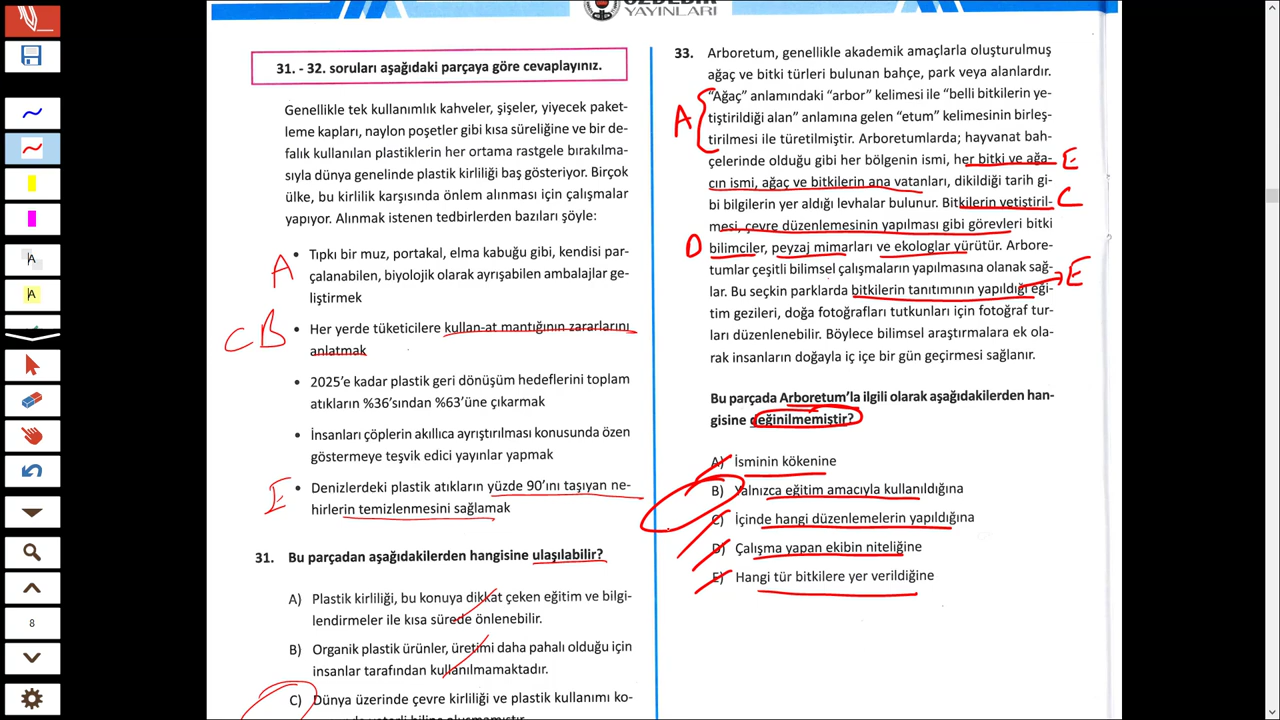 ÖZDEBİR
YAYINLARI
31. - 32. soruları aşağıdaki parçaya göre cevaplayınız.
Genellikle tek kullanımlık kahveler, şişeler, yiyecek paket-
leme kapları, naylon poşetler gibi kısa süreliğine ve bir de-
falık kullanılan plastiklerin her ortama rastgele bırakılma-
sıyla dünya genelinde plastik kirliliği baş gösteriyor. Birçok
ülke, bu kirlilik karşısında önlem alınması için çalışmalar
yapıyor. Alınmak istenen tedbirlerden bazıları şöyle:
A
• Tıpkı bir muz, portakal, elma kabuğu gibi, kendisi par-
çalanabilen, biyolojik olarak ayrışabilen ambalajlar ge-
liştirmek
C B
• Her yerde tüketicilere kullan-at mantığının zararlarını
anlatmak
• 2025'e kadar plastik geri dönüşüm hedeflerini toplam
atıkların %36'sından %63'üne çıkarmak
• İnsanları çöplerin akıllıca ayrıştırılması konusunda özen
göstermeye teşvik edici yayınlar yapmak
E
• Denizlerdeki plastik atıkların yüzde 90'ını taşıyan ne-
hirlerin temizlenmesini sağlamak
31. Bu parçadan aşağıdakilerden hangisine ulaşılabilir?
A) Plastik kirliliği, bu konuya dikkat çeken eğitim ve bilgi-
lendirmeler ile kısa sürede önlenebilir.
B) Organik plastik ürünler, üretimi daha pahalı olduğu için
insanlar tarafından kullanılmamaktadır.
C) Dünya üzerinde çevre kirliliği ve plastik kullanımı ko-
33. Arboretum, genellikle akademik amaçlarla oluşturulmuş
ağaç ve bitki türleri bulunan bahçe, park veya alanlardır.
A
"Ağaç" anlamındaki "arbor" kelimesi ile "belli bitkilerin ye-
tiştirildiği alan" anlamına gelen "etum" kelimesinin birleş-
tirilmesi ile türetilmiştir. Arboretumlarda; hayvanat bah-
çelerinde olduğu gibi her bölgenin ismi, her bitki ve ağa- E
cın ismi, ağaç ve bitkilerin ana vatanları, dikildiği tarih gi-
bi bilgilerin yer aldığı levhalar bulunur. Bitkilerin yetiştiril- C
mesi, çevre düzenlemesinin yapılması gibi görevleri bitki
D bilimciler, peyzaj mimarları ve ekologlar yürütür. Arbore-
tumlar çeşitli bilimsel çalışmaların yapılmasına olanak sağ-
lar. Bu seçkin parklarda bitkilerin tanıtımının yapıldığı eği- E
tim gezileri, doğa fotoğrafları tutkunları için fotoğraf tur-
ları düzenlenebilir. Böylece bilimsel araştırmalara ek ola-
rak insanların doğayla iç içe bir gün geçirmesi sağlanır.
Bu parçada Arboretum'la ilgili olarak aşağıdakilerden han-
gisine değinilmemiştir?
A) İsminin kökenine
B) Yalnızca eğitim amacıyla kullanıldığına
C) İçinde hangi düzenlemelerin yapıldığına
D) Çalışma yapan ekibin niteliğine
E) Hangi tür bitkilere yer verildiğine
A
A
8